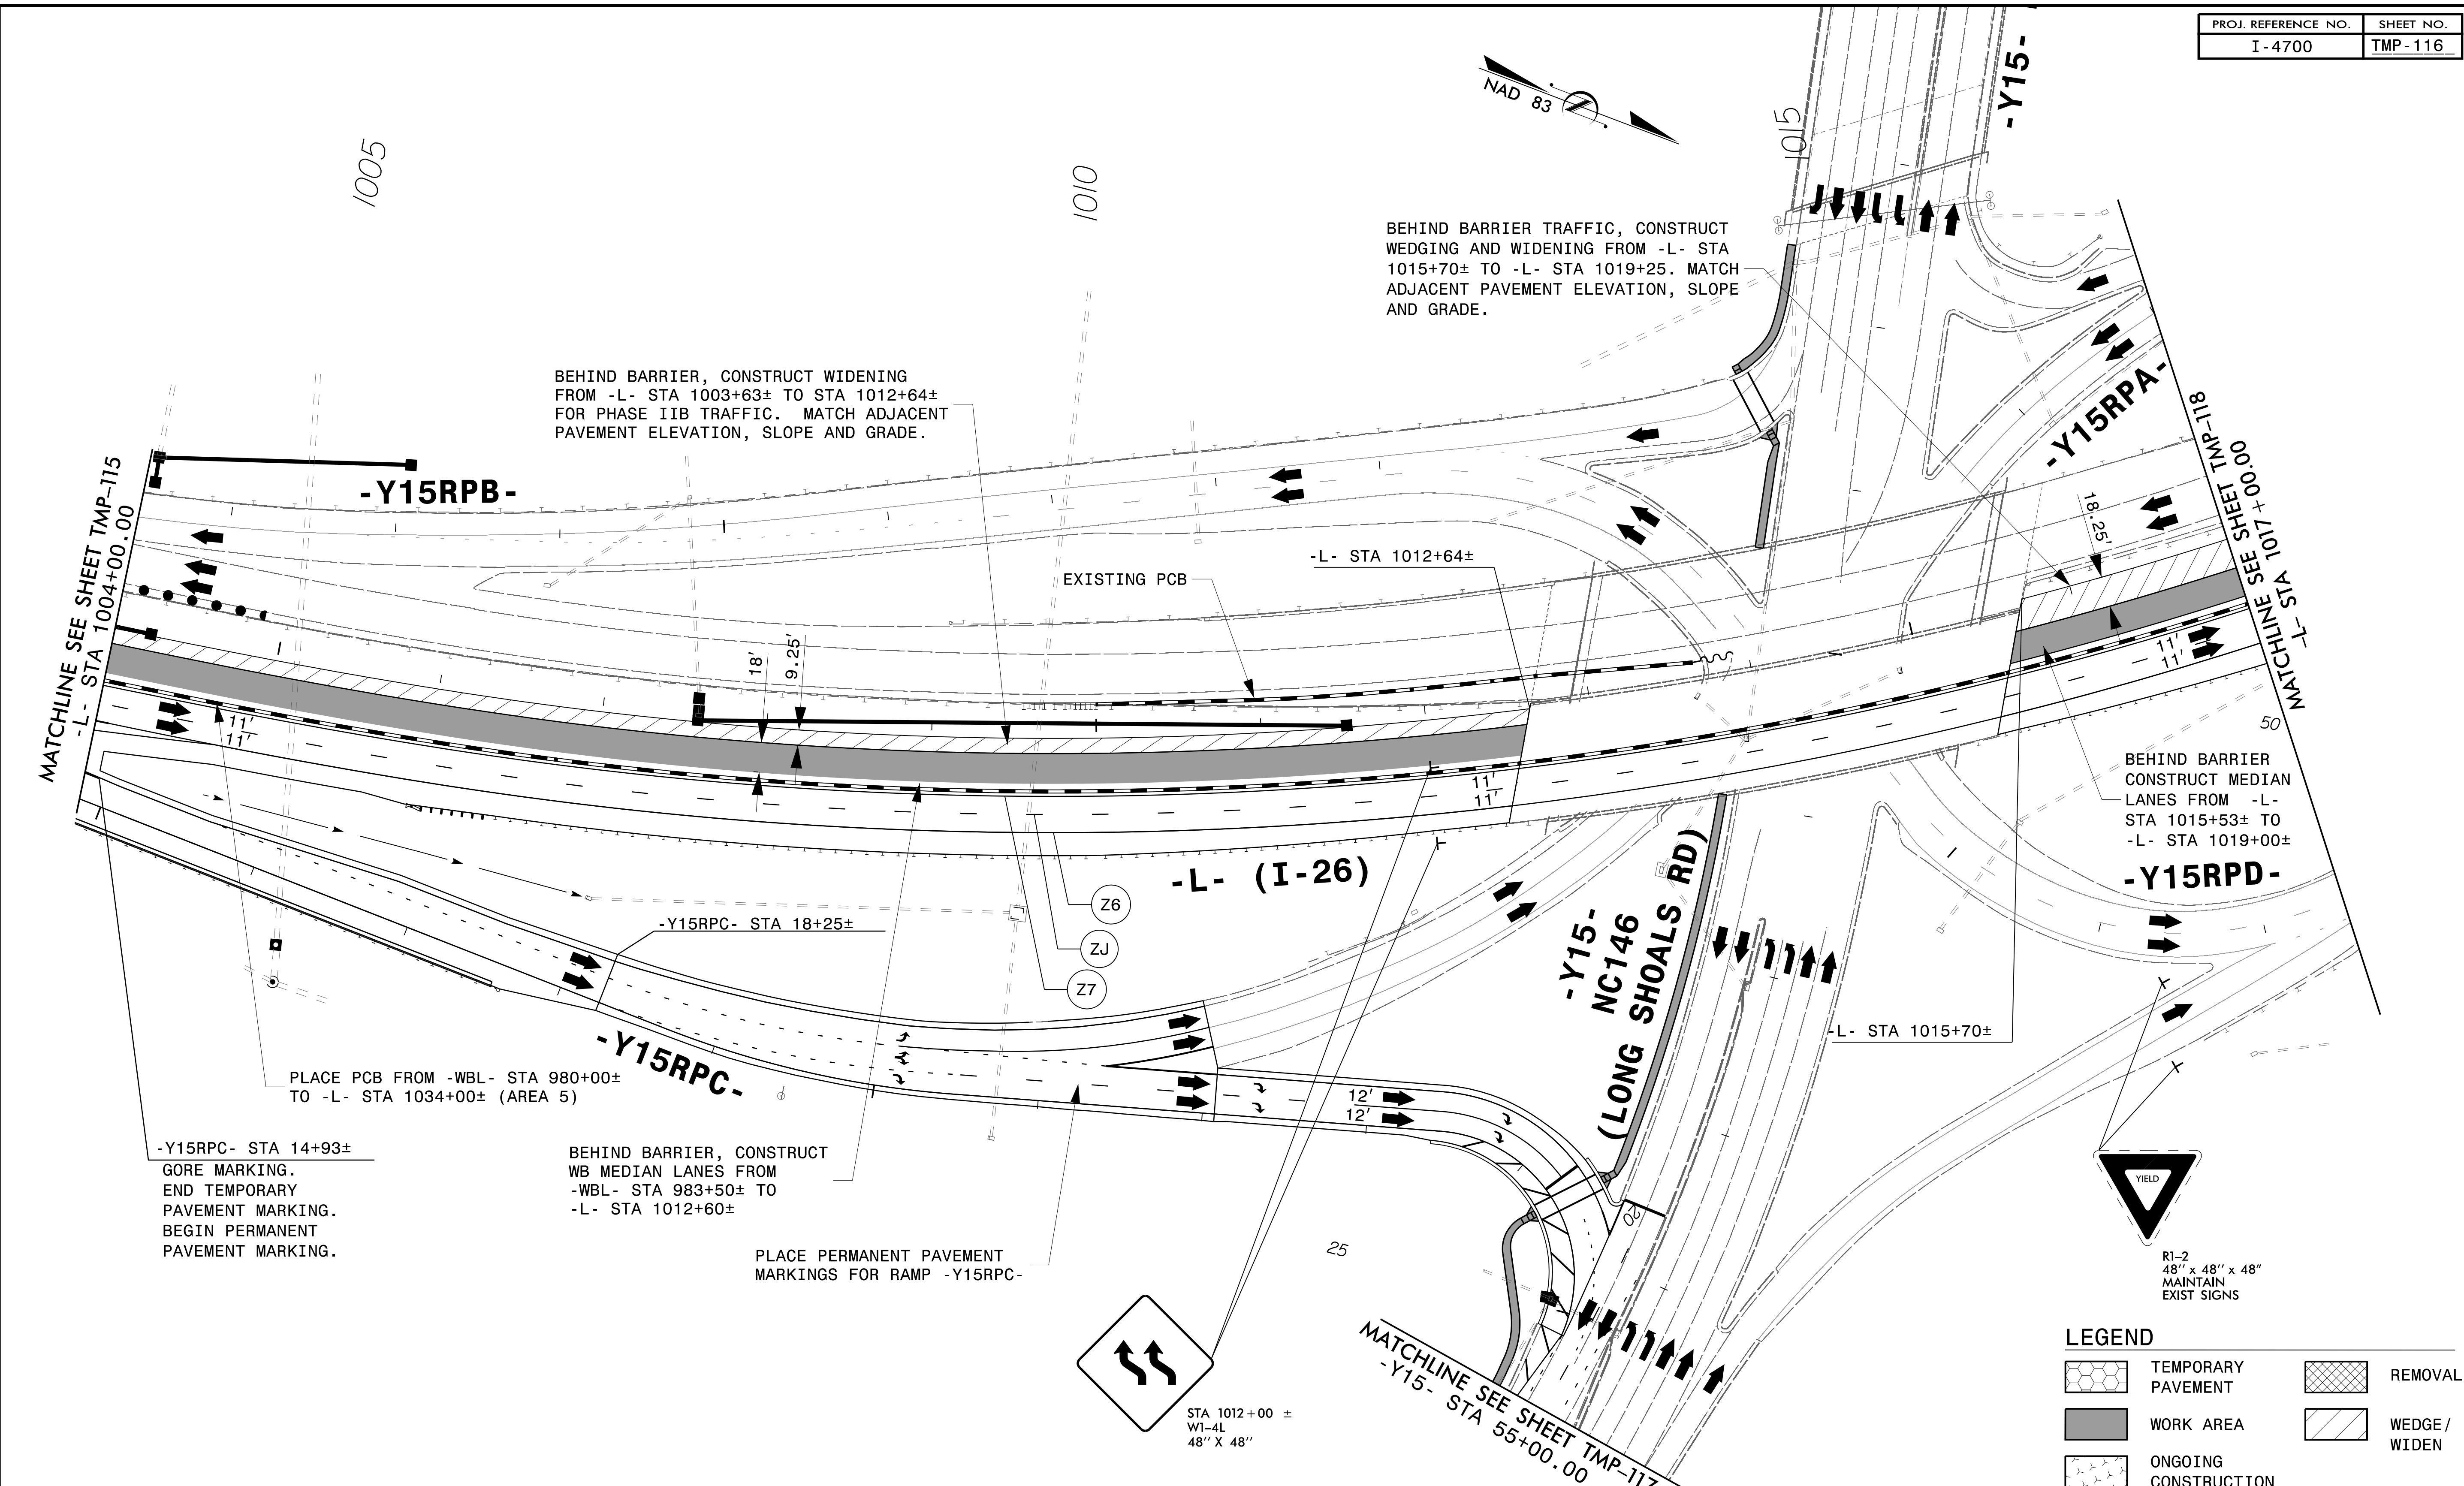 PROJ. REFERENCE NO.
SHEET NO.
I-4700
TMP-116
NAD 83
1005
1010
1015
-Y15-
BEHIND BARRIER TRAFFIC, CONSTRUCT
WEDGING AND WIDENING FROM -L- STA
1015+70± TO -L- STA 1019+25. MATCH
ADJACENT PAVEMENT ELEVATION, SLOPE
AND GRADE.
BEHIND BARRIER, CONSTRUCT WIDENING
FROM -L- STA 1003+63± TO STA 1012+64±
FOR PHASE IIB TRAFFIC. MATCH ADJACENT
PAVEMENT ELEVATION, SLOPE AND GRADE.
MATCHLINE SEE SHEET TMP-115
-L- STA 1004+00.00
-Y15RPB-
-Y15RPA-
MATCHLINE SEE SHEET TMP-118
-L- STA 1017+00.00
18.25'
-L- STA 1012+64±
EXISTING PCB
18'
9.25'
11'
11'
11'
11'
11'
11'
50
BEHIND BARRIER
CONSTRUCT MEDIAN
LANES FROM -L-
STA 1015+53± TO
-L- STA 1019+00±
-Y15RPD-
-L- (I-26)
Z6
ZJ
Z7
-Y15RPC- STA 18+25±
-Y15-
NC146
(LONG SHOALS RD)
-L- STA 1015+70±
-Y15RPC-
PLACE PCB FROM -WBL- STA 980+00±
TO -L- STA 1034+00± (AREA 5)
12'
12'
-Y15RPC- STA 14+93±
GORE MARKING.
END TEMPORARY
PAVEMENT MARKING.
BEGIN PERMANENT
PAVEMENT MARKING.
BEHIND BARRIER, CONSTRUCT
WB MEDIAN LANES FROM
-WBL- STA 983+50± TO
-L- STA 1012+60±
PLACE PERMANENT PAVEMENT
MARKINGS FOR RAMP -Y15RPC-
25
20
YIELD
R1-2
48'' x 48'' x 48''
MAINTAIN
EXIST SIGNS
STA 1012+00 ±
W1-4L
48'' X 48''
MATCHLINE SEE SHEET TMP-117
-Y15- STA 55+00.00
LEGEND
TEMPORARY
PAVEMENT
REMOVAL
WORK AREA
WEDGE/
WIDEN
ONGOING
CONSTRUCTION